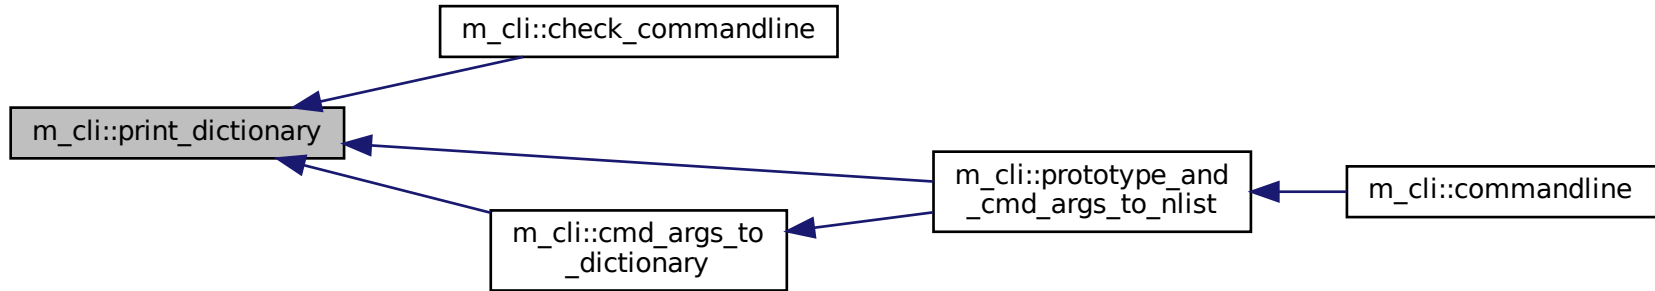 m_cli::check_commandline
m_cli::print_dictionary
m_cli::prototype_and
_cmd_args_to_nlist
m_cli::commandline
m_cli::cmd_args_to
_dictionary